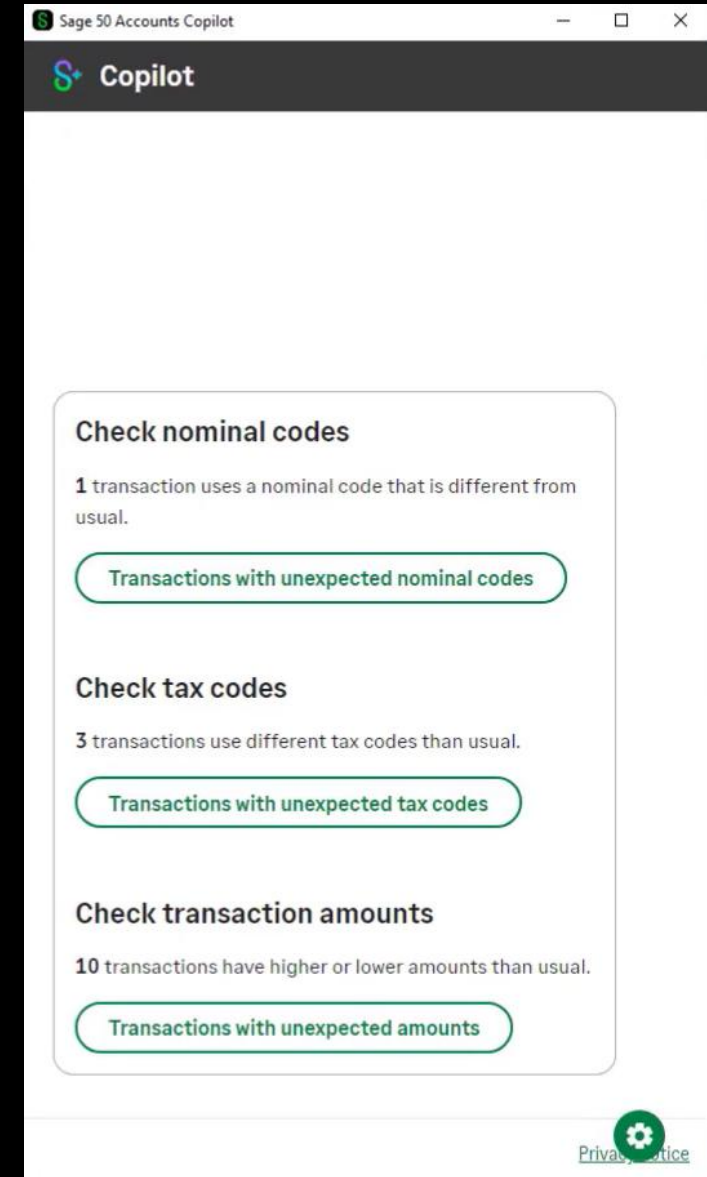 Sage 50 Accounts Copilot
Copilot
Check nominal codes
1 transaction uses a nominal code that is different from
usual.
Transactions with unexpected nominal codes
Check tax codes
3 transactions use different tax codes than usual.
Transactions with unexpected tax codes
Check transaction amounts
10 transactions have higher or lower amounts than usual.
Transactions with unexpected amounts